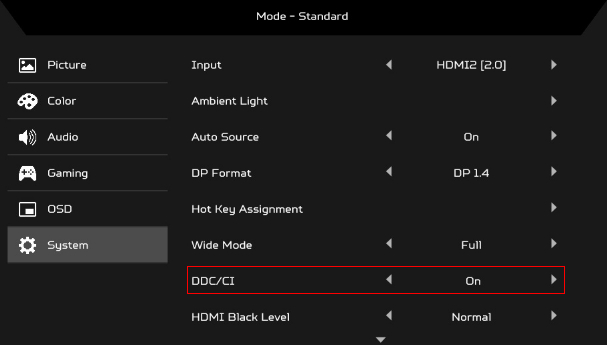 Mode - Standard
Picture
Color
Audio
Gaming
OSD
System
Input HDMI2 [2.0]
Ambient Light
Auto Source On
DP Format DP 1.4
Hot Key Assignment
Wide Mode Full
DDC/CI On
HDMI Black Level Normal